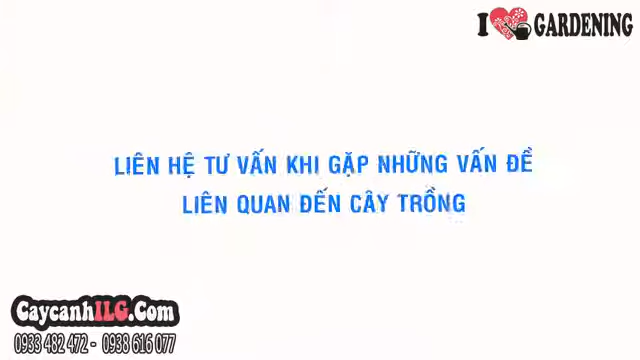 I GARDENING
LIÊN HỆ TƯ VẤN KHI GẶP NHỮNG VẤN ĐỀ
LIÊN QUAN ĐẾN CÂY TRỒNG
CaycanhILG.Com
0933 482 472 - 0938 616 077